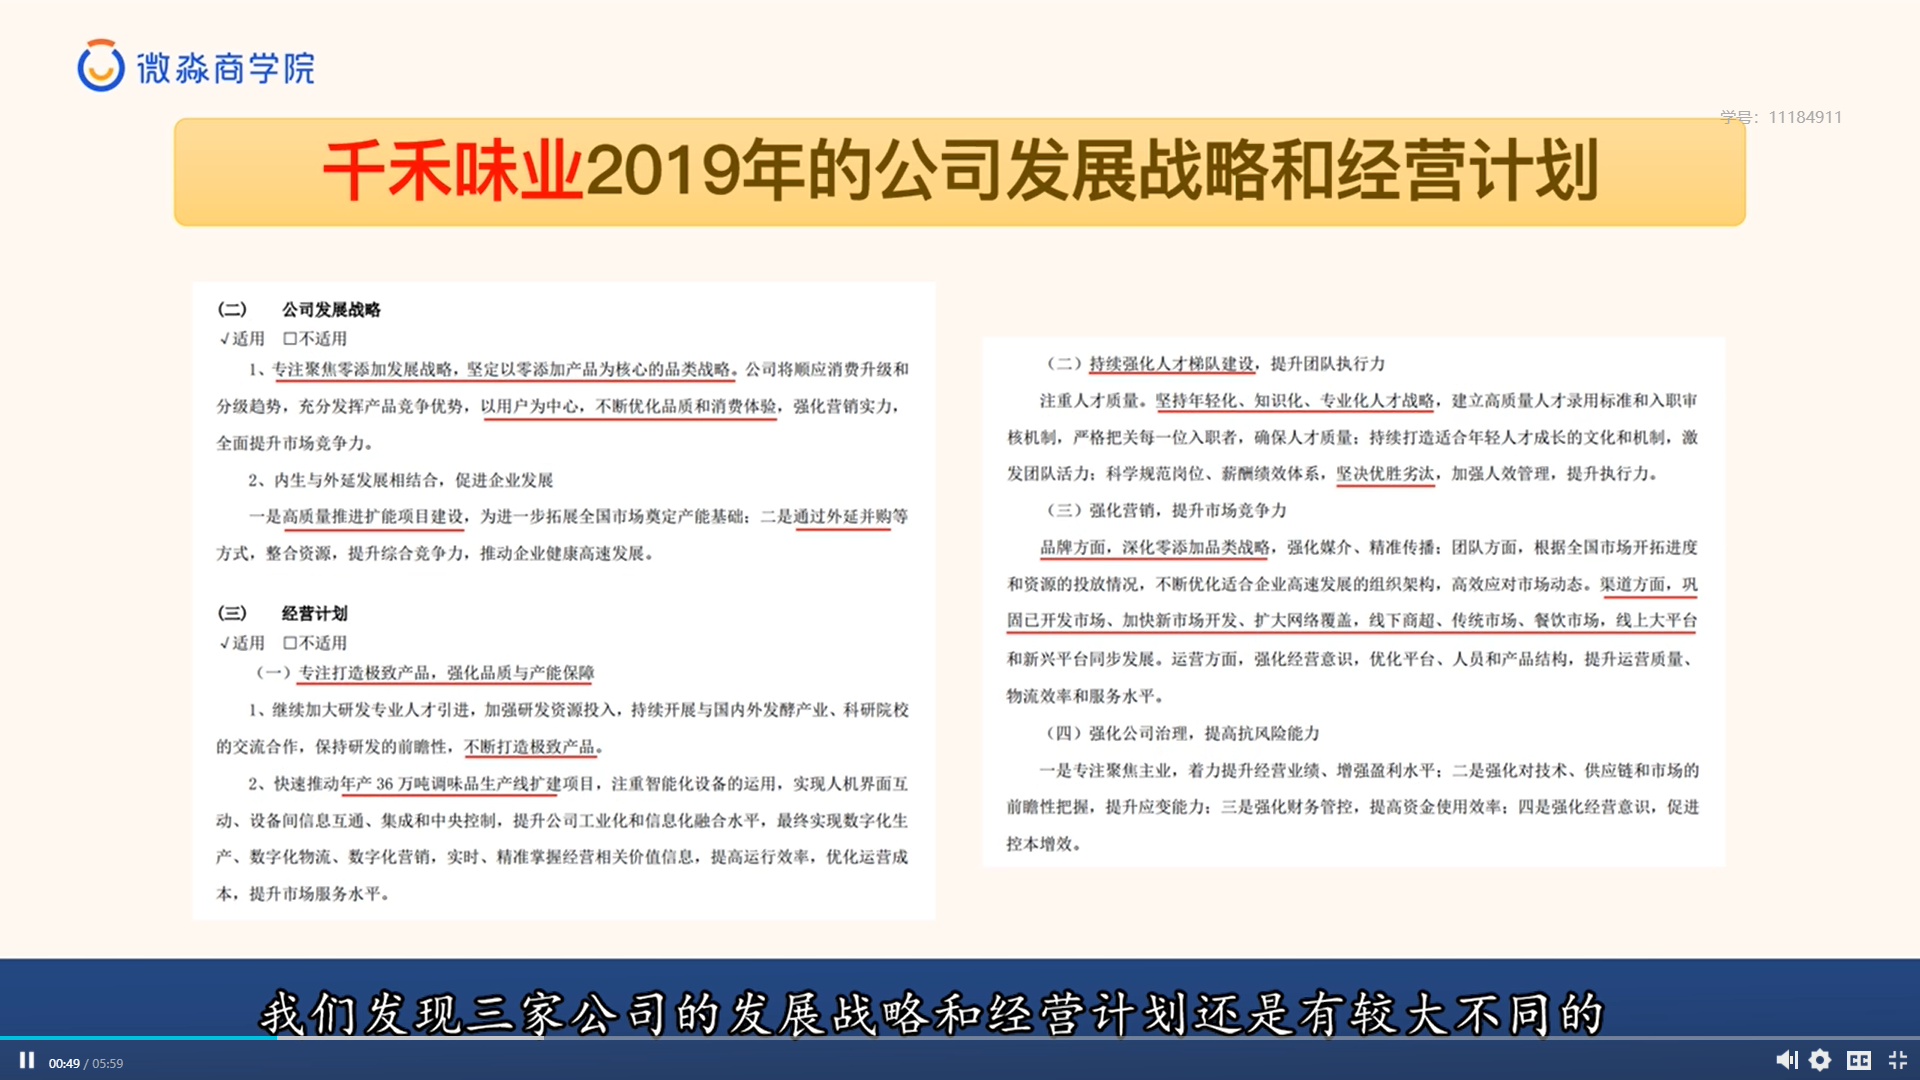 微淼商学院
学号：11184911
千禾味业2019年的公司发展战略和经营计划
(二) 公司发展战略
√适用 □不适用
1、专注聚焦零添加发展战略，坚定以零添加产品为核心的品类战略。公司将顺应消费升级和
分级趋势，充分发挥产品竞争优势，以用户为中心，不断优化品质和消费体验，强化营销实力，
全面提升市场竞争力。
2、内生与外延发展相结合，促进企业发展
一是高质量推进扩能项目建设，为进一步拓展全国市场奠定产能基础；二是通过外延并购等
方式，整合资源，提升综合竞争力，推动企业健康高速发展。
(三) 经营计划
√适用 □不适用
（一）专注打造极致产品，强化品质与产能保障
1、继续加大研发专业人才引进，加强研发资源投入，持续开展与国内外发酵产业、科研院校
的交流合作，保持研发的前瞻性，不断打造极致产品。
2、快速推动年产 36 万吨调味品生产线扩建项目，注重智能化设备的运用，实现人机界面互
动、设备间信息互通、集成和中央控制，提升公司工业化和信息化融合水平，最终实现数字化生
产、数字化物流、数字化营销，实时、精准掌握经营相关价值信息，提高运行效率，优化运营成
本，提升市场服务水平。
（二）持续强化人才梯队建设，提升团队执行力
注重人才质量。坚持年轻化、知识化、专业化人才战略，建立高质量人才录用标准和入职审
核机制，严格把关每一位入职者，确保人才质量；持续打造适合年轻人才成长的文化和机制，激
发团队活力；科学规范岗位、薪酬绩效体系，坚决优胜劣汰，加强人效管理，提升执行力。
（三）强化营销，提升市场竞争力
品牌方面，深化零添加品类战略，强化媒介、精准传播；团队方面，根据全国市场开拓进度
和资源的投放情况，不断优化适合企业高速发展的组织架构，高效应对市场动态。渠道方面，巩
固已开发市场、加快新市场开发、扩大网络覆盖，线下商超、传统市场、餐饮市场，线上大平台
和新兴平台同步发展。运营方面，强化经营意识，优化平台、人员和产品结构，提升运营质量、
物流效率和服务水平。
（四）强化公司治理，提高抗风险能力
一是专注聚焦主业，着力提升经营业绩、增强盈利水平；二是强化对技术、供应链和市场的
前瞻性把握，提升应变能力；三是强化财务管控，提高资金使用效率；四是强化经营意识，促进
控本增效。
我们发现三家公司的发展战略和经营计划还是有较大不同的
00:49 / 05:59
CC